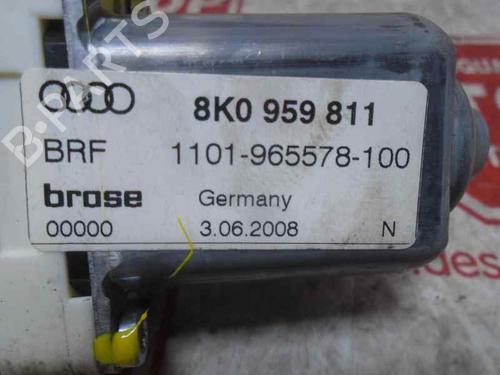 8K0 959 811
BRF 1101-965578-100
brose Germany
00000 3.06.2008 N
B-PARTS